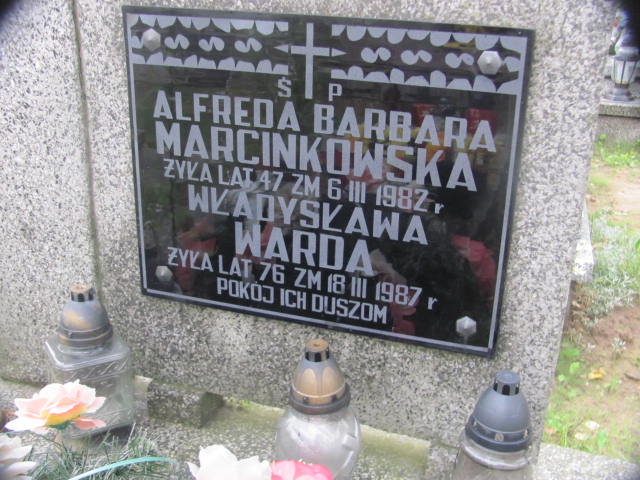 Ś P
ALFREDA BARBARA
MARCINKOWSKA
ŻYŁA LAT 47 ZM 6 III 1982 r
WŁADYSŁAWA
WARDA
ŻYŁA LAT 76 ZM 18 III 1987 r
POKÓJ ICH DUSZOM